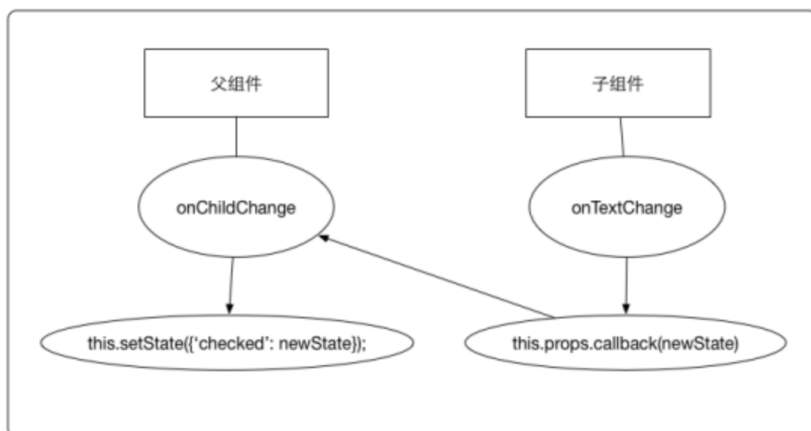 父组件
子组件
onChildChange
onTextChange
this.setState({‘checked’: newState});
this.props.callback(newState)